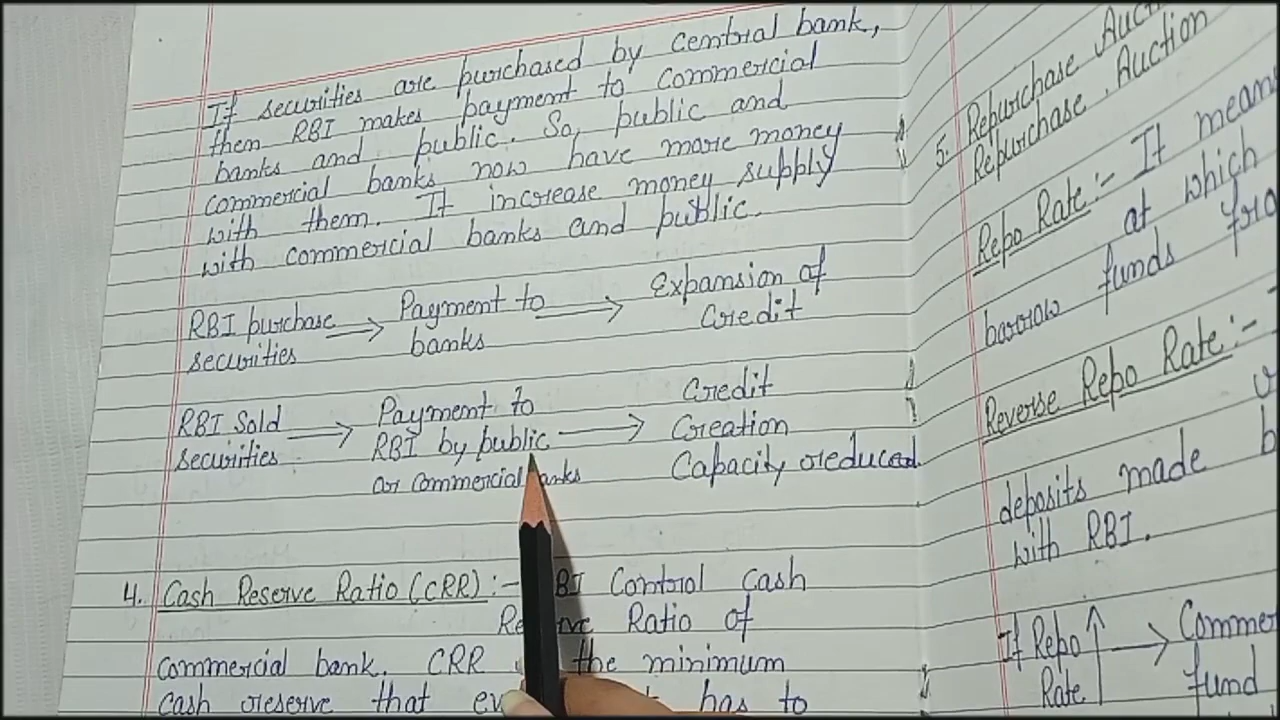 If securities are purchased by central bank,
then RBI makes payment to commercial
banks and public. So, public and
commercial banks now have more money
with them. It increase money supply
with commercial banks and public.
RBI purchase securities → Payment to banks → Expansion of Credit
RBI Sold securities → Payment to RBI by public or commercial banks → Credit Creation Capacity reduced
4. Cash Reserve Ratio (CRR) :- RBI Control Cash
Reserve Ratio of
commercial bank. CRR the minimum
cash reserve that has to
5. Repurchase
Repurchase Auction
Repo Rate :- It means
at which
borrow funds
Reverse Repo Rate :-
deposits made
with RBI.
If Repo Rate ↑ →
fund